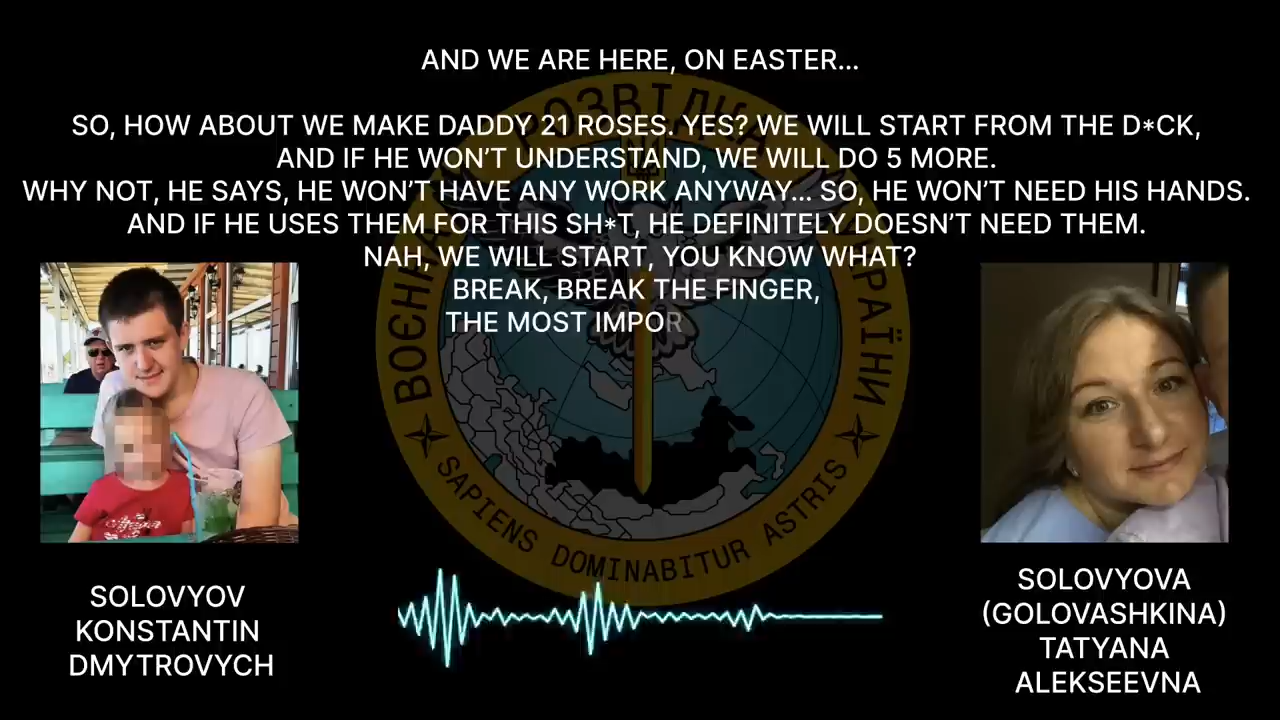 AND WE ARE HERE, ON EASTER...
SO, HOW ABOUT WE MAKE DADDY 21 ROSES. YES? WE WILL START FROM THE D*CK,
AND IF HE WON'T UNDERSTAND, WE WILL DO 5 MORE.
WHY NOT, HE SAYS, HE WON'T HAVE ANY WORK ANYWAY... SO, HE WON'T NEED HIS HANDS.
AND IF HE USES THEM FOR THIS SH*T, HE DEFINITELY DOESN'T NEED THEM.
NAH, WE WILL START, YOU KNOW WHAT?
BREAK, BREAK THE FINGER,
THE MOST IMPOR
ВОЄННА РОЗВІДКА УКРАЇНИ
SAPIENS DOMINABITUR ASTRIS
SOLOVYOV
KONSTANTIN
DMYTROVYCH
SOLOVYOVA
(GOLOVASHKINA)
TATYANA
ALEKSEEVNA